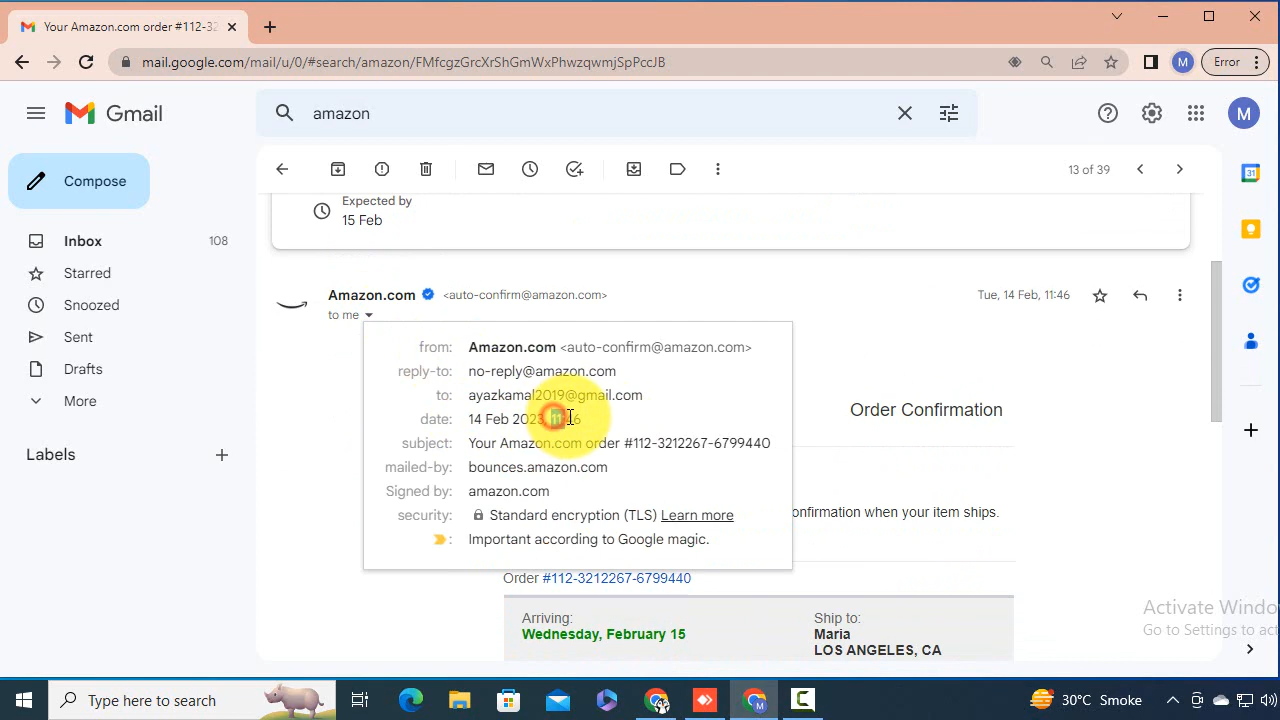 Your Amazon.com order #112-32
mail.google.com/mail/u/0/#search/amazon/FMfcgzGrcXrShGmWxPhwzqwmjSpPccJB
M
Error
Gmail
amazon
M
Compose
13 of 39
31
Expected by
15 Feb
Inbox 108
Starred
Snoozed
Sent
Drafts
More
Labels
Amazon.com <auto-confirm@amazon.com> Tue, 14 Feb, 11:46
to me
from: Amazon.com <auto-confirm@amazon.com>
reply-to: no-reply@amazon.com
to: ayazkamal2019@gmail.com
date: 14 Feb 2023
subject: Your Amazon.com order #112-3212267-6799440
mailed-by: bounces.amazon.com
Signed by: amazon.com
security: Standard encryption (TLS) Learn more
: Important according to Google magic.
Order Confirmation
onfirmation when your item ships.
Order #112-3212267-6799440
Arriving: Ship to:
Wednesday, February 15 Maria
LOS ANGELES, CA
Activate Windo
Go to Settings to act
Type here to search
M
C
30°C Smoke